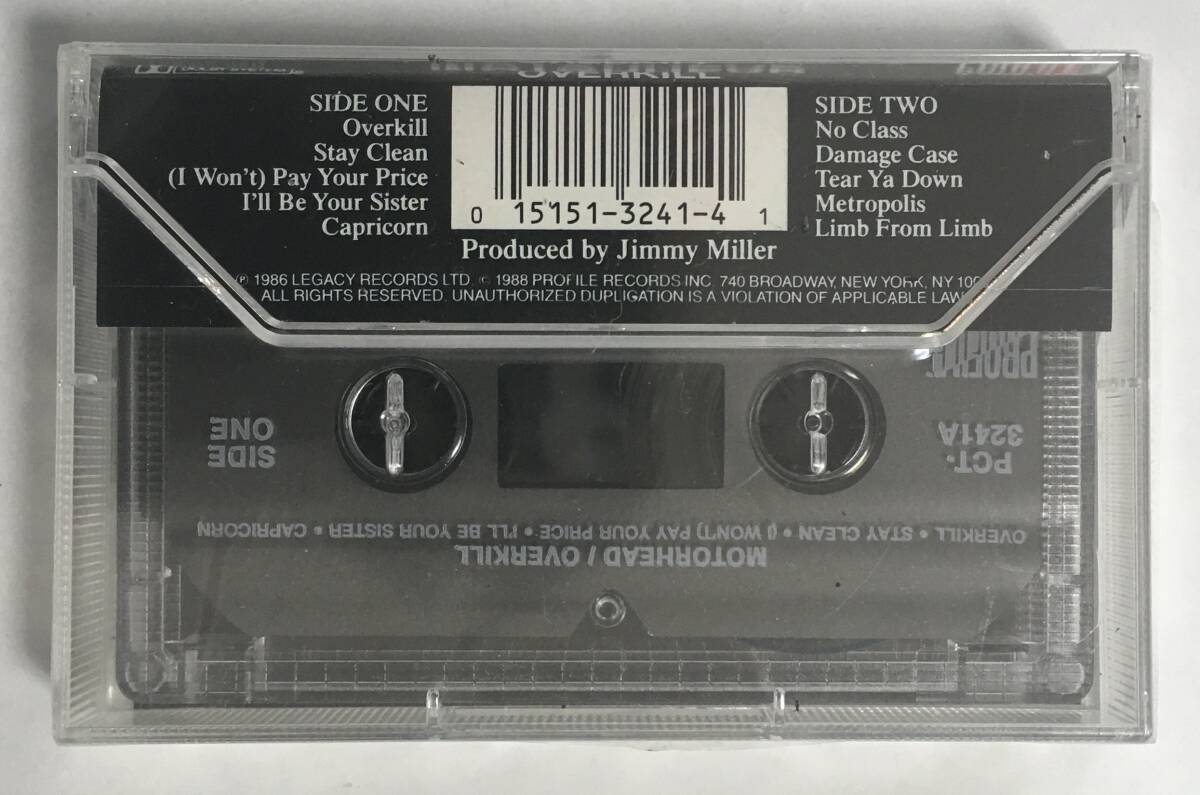 OVERKILL
SIDE ONE
Overkill
Stay Clean
(I Won't) Pay Your Price
I'll Be Your Sister
Capricorn
0 15151-3241-4 1
Produced by Jimmy Miller
SIDE TWO
No Class
Damage Case
Tear Ya Down
Metropolis
Limb From Limb
℗ 1986 LEGACY RECORDS LTD. © 1988 PROFILE RECORDS INC. 740 BROADWAY, NEW YORK, NY
ALL RIGHTS RESERVED. UNAUTHORIZED DUPLICATION IS A VIOLATION OF APPLICABLE LAW
PROFILE
SIDE
ONE
PCT.
3241A
OVERKILL • STAY CLEAN • (I WON'T) PAY YOUR PRICE • I'LL BE YOUR SISTER • CAPRICORN
MOTORHEAD / OVERKILL